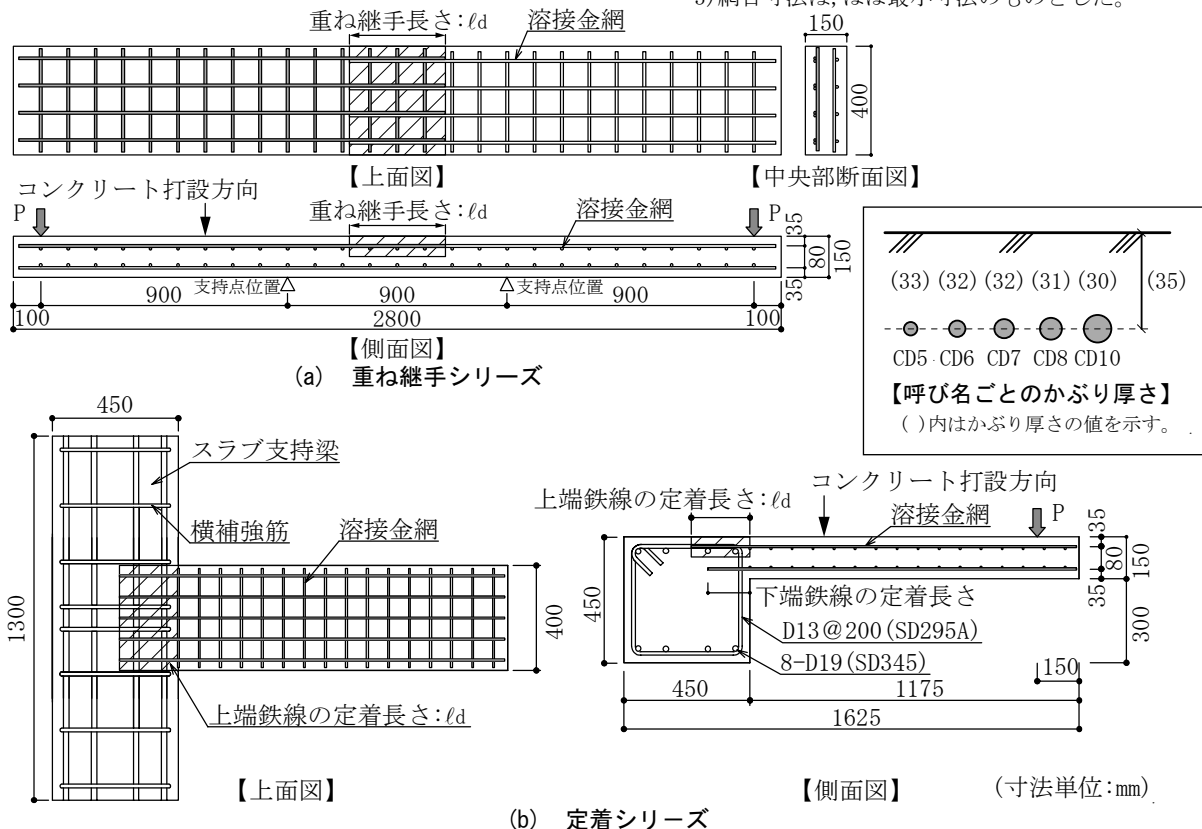 3)網目寸法は,ほぼ最小寸法のものとした。
重ね継手長さ:ℓd
溶接金網
150
400
【上面図】
【中央部断面図】
コンクリート打設方向
P
重ね継手長さ:ℓd
溶接金網
P
35
80
150
35
900
支持点位置
900
支持点位置
900
100
2800
100
【側面図】
(a) 重ね継手シリーズ
(33) (32) (32) (31) (30)
(35)
CD5 CD6 CD7 CD8 CD10
【呼び名ごとのかぶり厚さ】
( )内はかぶり厚さの値を示す。
450
スラブ支持梁
横補強筋
溶接金網
1300
400
上端鉄線の定着長さ:ℓd
【上面図】
コンクリート打設方向
上端鉄線の定着長さ:ℓd
溶接金網
P
35
80
150
35
450
下端鉄線の定着長さ
D13@200(SD295A)
8-D19(SD345)
300
150
450
1175
1625
【側面図】
(寸法単位:mm)
(b) 定着シリーズ